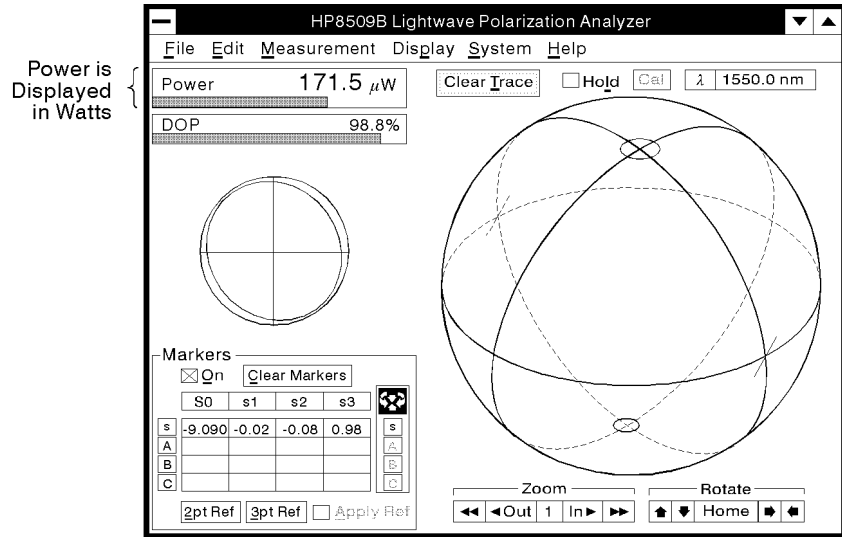 HP8509B Lightwave Polarization Analyzer
File Edit Measurement Display System Help
Power is
Displayed
in Watts
Power 171.5 μW
DOP 98.8%
Clear Trace Hold Cal λ 1550.0 nm
Markers
On Clear Markers
S0 s1 s2 s3
s -9.090 -0.02 -0.08 0.98 s
A A
B B
C C
2pt Ref 3pt Ref Apply Ref
Zoom
Out 1 In
Rotate
Home